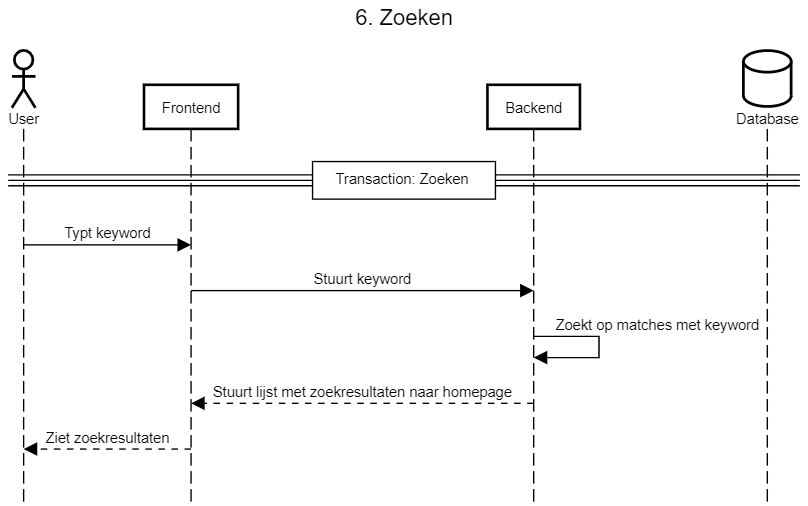 6. Zoeken
User
Frontend
Backend
Database
Transaction: Zoeken
Typt keyword
Stuurt keyword
Zoekt op matches met keyword
Stuurt lijst met zoekresultaten naar homepage
Ziet zoekresultaten